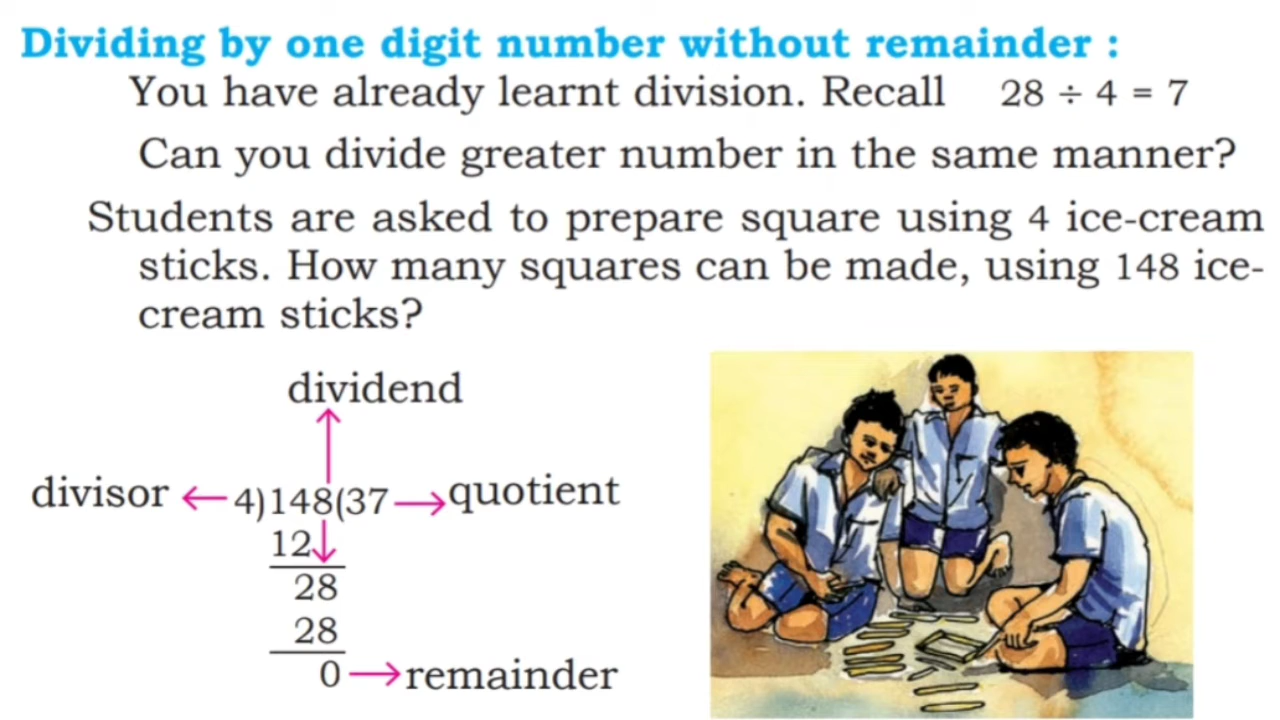 Dividing by one digit number without remainder :
You have already learnt division. Recall 28 ÷ 4 = 7
Can you divide greater number in the same manner?
Students are asked to prepare square using 4 ice-cream
sticks. How many squares can be made, using 148 ice-
cream sticks?
dividend
divisor ← 4)148(37 → quotient
12
28
28
0 → remainder